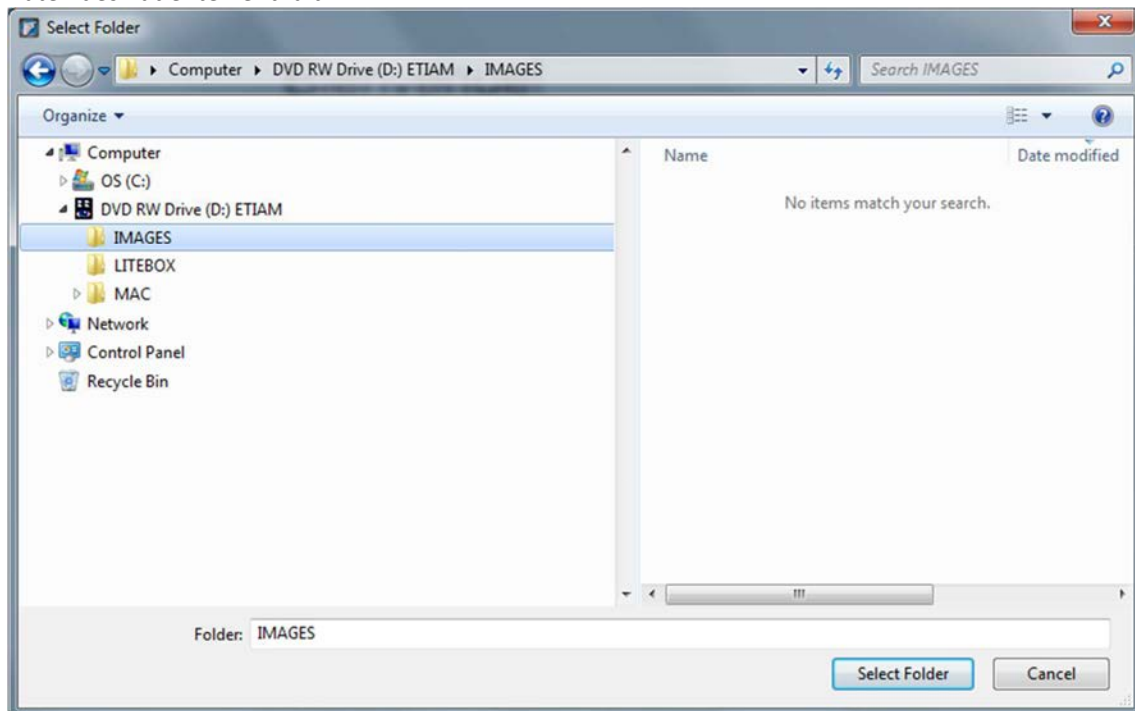 Select Folder
Computer ▸ DVD RW Drive (D:) ETIAM ▸ IMAGES
Search IMAGES
Organize
Computer
OS (C:)
DVD RW Drive (D:) ETIAM
IMAGES
LITEBOX
MAC
Network
Control Panel
Recycle Bin
Name Date modified
No items match your search.
Folder: IMAGES
Select Folder Cancel